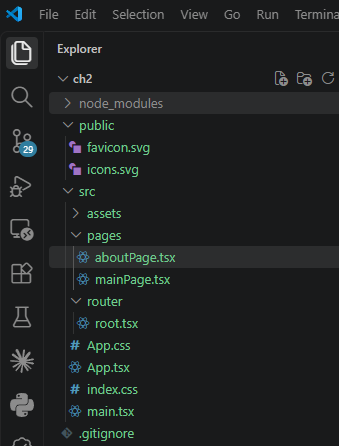 File Edit Selection View Go Run Termina
Explorer
ch2
node_modules
public
favicon.svg
icons.svg
src
assets
pages
aboutPage.tsx
mainPage.tsx
router
root.tsx
# App.css
App.tsx
# index.css
main.tsx
.gitignore
29